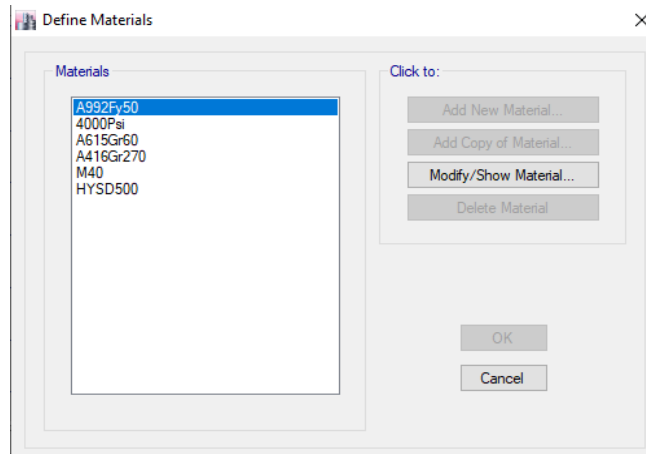 Define Materials
Materials
A992Fy50
4000Psi
A615Gr60
A416Gr270
M40
HYSD500
Click to:
Add New Material...
Add Copy of Material...
Modify/Show Material...
Delete Material
OK
Cancel